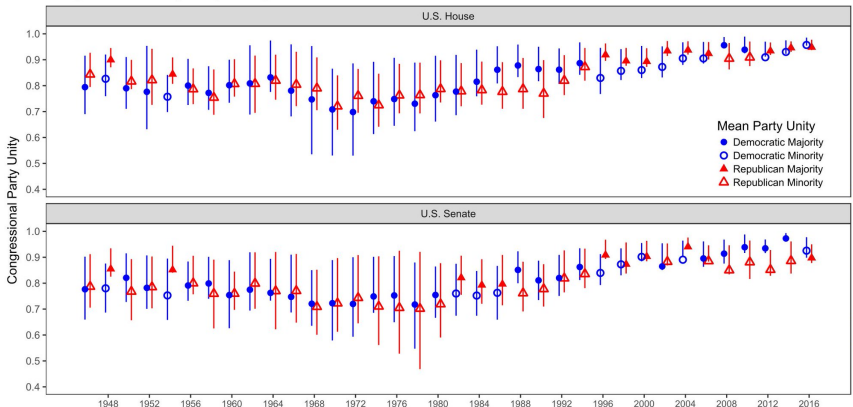 U.S. House
1.0
0.9
0.8
0.7
0.6
0.5
0.4
Mean Party Unity
Democratic Majority
Democratic Minority
Republican Majority
Republican Minority
Congressional Party Unity
U.S. Senate
1.0
0.9
0.8
0.7
0.6
0.5
0.4
1948 1952 1956 1960 1964 1968 1972 1976 1980 1984 1988 1992 1996 2000 2004 2008 2012 2016